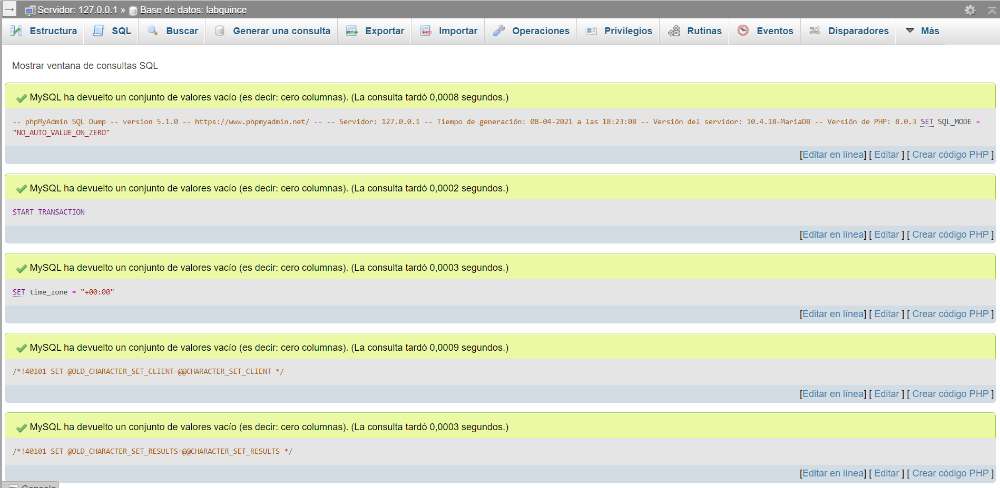 Servidor: 127.0.0.1 » Base de datos: labquince
Estructura SQL Buscar Generar una consulta Exportar Importar Operaciones Privilegios Rutinas Eventos Disparadores Más
Mostrar ventana de consultas SQL
MySQL ha devuelto un conjunto de valores vacío (es decir: cero columnas). (La consulta tardó 0,0008 segundos.)
-- phpMyAdmin SQL Dump -- version 5.1.0 -- https://www.phpmyadmin.net/ -- -- Servidor: 127.0.0.1 -- Tiempo de generación: 08-04-2021 a las 18:23:08 -- Versión del servidor: 10.4.18-MariaDB -- Versión de PHP: 8.0.3 SET SQL_MODE =
"NO_AUTO_VALUE_ON_ZERO"
[Editar en línea] [ Editar ] [ Crear código PHP ]
MySQL ha devuelto un conjunto de valores vacío (es decir: cero columnas). (La consulta tardó 0,0002 segundos.)
START TRANSACTION
[Editar en línea] [ Editar ] [ Crear código PHP ]
MySQL ha devuelto un conjunto de valores vacío (es decir: cero columnas). (La consulta tardó 0,0003 segundos.)
SET time_zone = "+00:00"
[Editar en línea] [ Editar ] [ Crear código PHP ]
MySQL ha devuelto un conjunto de valores vacío (es decir: cero columnas). (La consulta tardó 0,0009 segundos.)
/*!40101 SET @OLD_CHARACTER_SET_CLIENT=@@CHARACTER_SET_CLIENT */
[Editar en línea] [ Editar ] [ Crear código PHP ]
MySQL ha devuelto un conjunto de valores vacío (es decir: cero columnas). (La consulta tardó 0,0003 segundos.)
/*!40101 SET @OLD_CHARACTER_SET_RESULTS=@@CHARACTER_SET_RESULTS */
[Editar en línea] [ Editar ] [ Crear código PHP ]
Consola